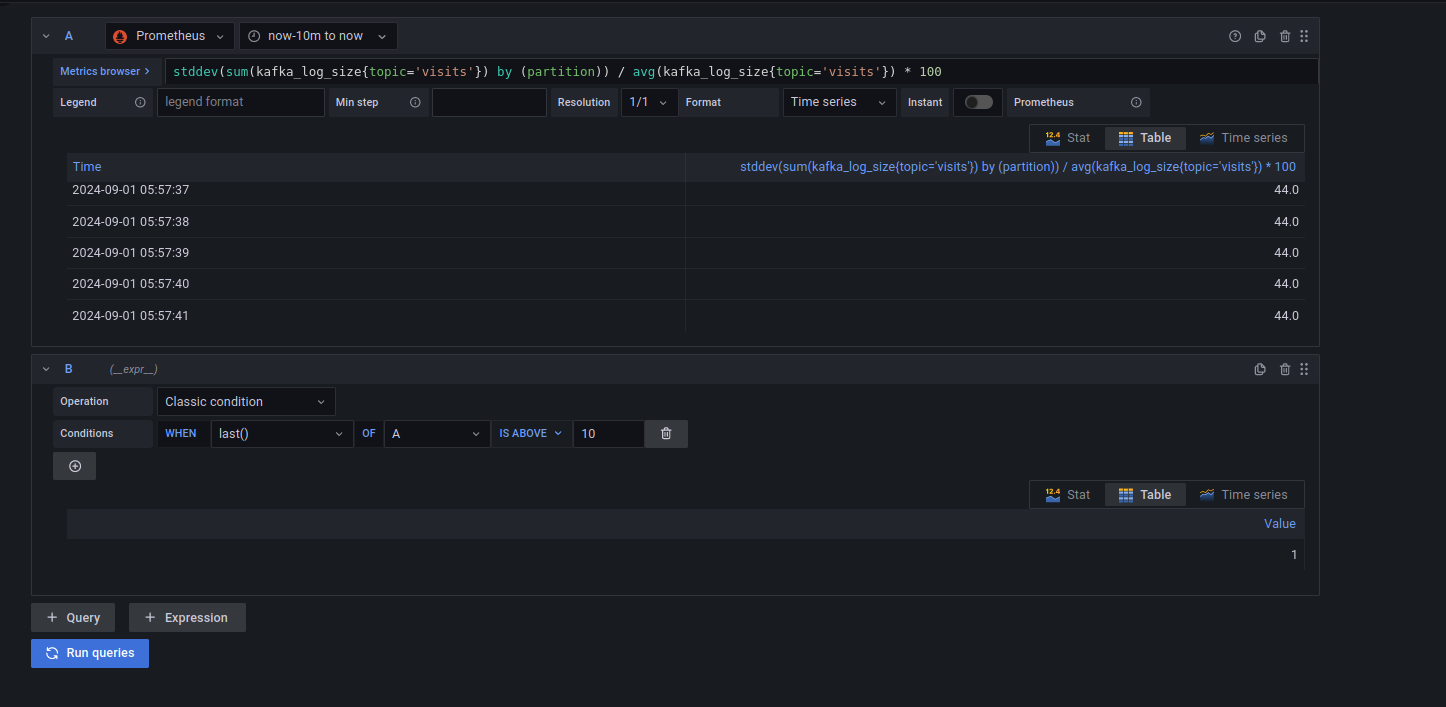 A Prometheus now-10m to now
Metrics browser > stddev(sum(kafka_log_size{topic='visits'}) by (partition)) / avg(kafka_log_size{topic='visits'}) * 100
Legend legend format Min step Resolution 1/1 Format Time series Instant Prometheus
12.4 Stat Table Time series
Time stddev(sum(kafka_log_size{topic='visits'}) by (partition)) / avg(kafka_log_size{topic='visits'}) * 100
2024-09-01 05:57:37 44.0
2024-09-01 05:57:38 44.0
2024-09-01 05:57:39 44.0
2024-09-01 05:57:40 44.0
2024-09-01 05:57:41 44.0
B (__expr__)
Operation Classic condition
Conditions WHEN last() OF A IS ABOVE 10
12.4 Stat Table Time series
Value
1
+ Query + Expression
Run queries